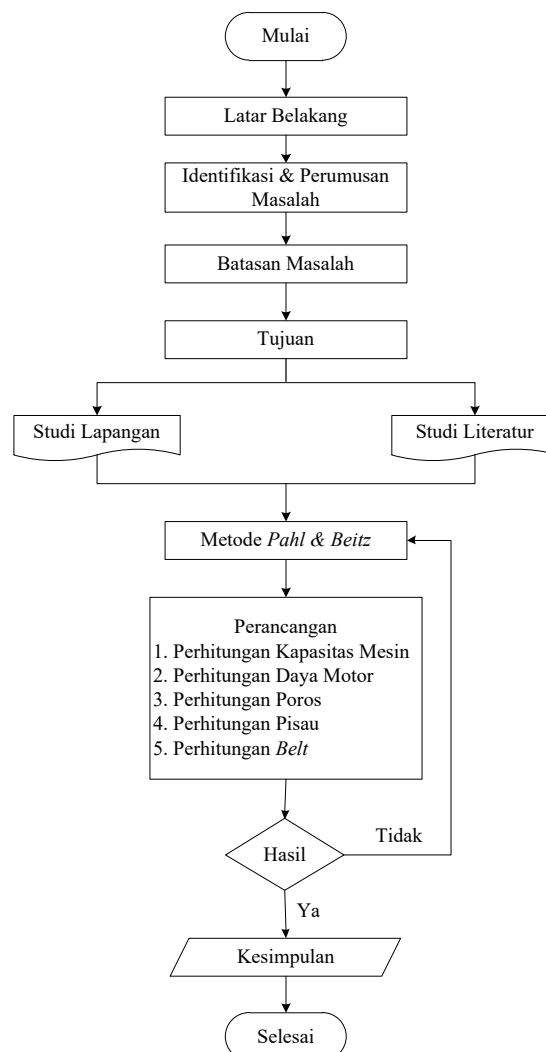 Mulai
Latar Belakang
Identifikasi & Perumusan
Masalah
Batasan Masalah
Tujuan
Studi Lapangan
Studi Literatur
Metode Pahl & Beitz
Perancangan
1. Perhitungan Kapasitas Mesin
2. Perhitungan Daya Motor
3. Perhitungan Poros
4. Perhitungan Pisau
5. Perhitungan Belt
Hasil
Tidak
Ya
Kesimpulan
Selesai